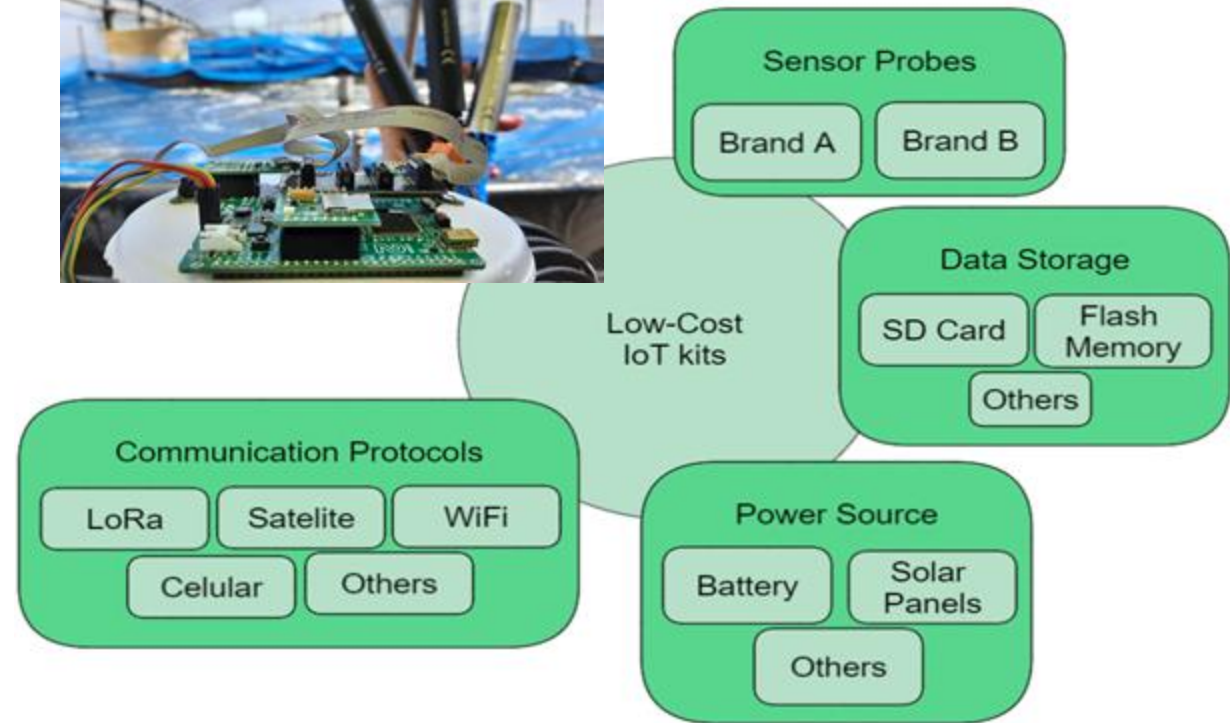 Sensor Probes
Brand A
Brand B
Data Storage
SD Card
Flash
Memory
Others
Low-Cost
IoT kits
Communication Protocols
LoRa
Satelite
WiFi
Celular
Others
Power Source
Battery
Solar
Panels
Others